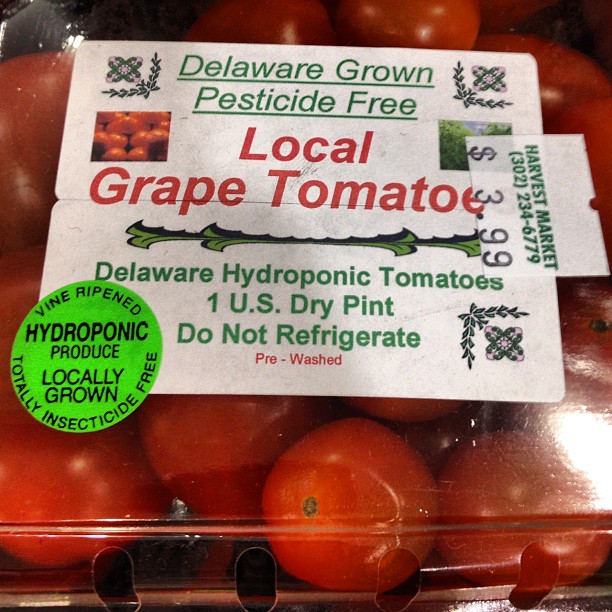 Delaware Grown
Pesticide Free
Local
Grape Tomatoe
Delaware Hydroponic Tomatoes
1 U.S. Dry Pint
Do Not Refrigerate
Pre - Washed
VINE RIPENED
HYDROPONIC
PRODUCE
LOCALLY
GROWN
TOTALLY INSECTICIDE FREE
HARVEST MARKET
(302) 234-6779
$ 3.99